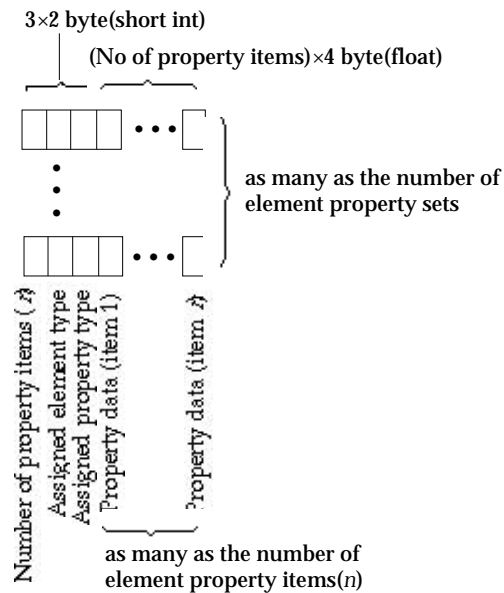 3×2 byte(short int)
(No of property items)×4 byte(float)
as many as the number of
element property sets
Number of property items (n)
Assigned element type
Assigned property type
Property data (item 1)
Property data (item n)
as many as the number of
element property items(n)